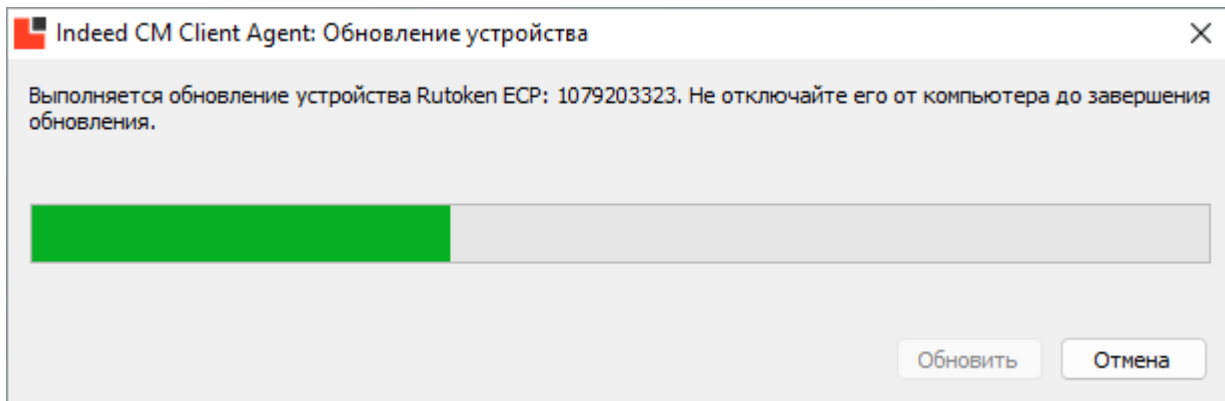 Indeed CM Client Agent: Обновление устройства
Выполняется обновление устройства Rutoken ECP: 1079203323. Не отключайте его от компьютера до завершения
обновления.
Обновить Отмена